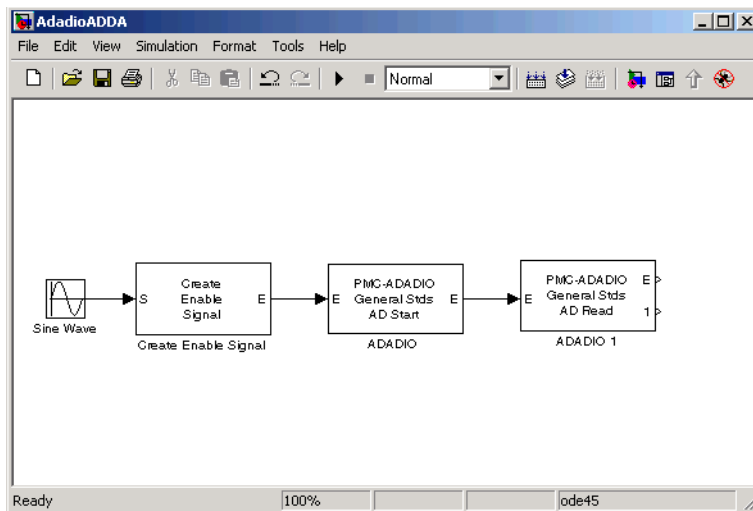 AdadioADDA
File Edit View Simulation Format Tools Help
Normal
Create
Enable
Signal
S
E
Sine Wave
Create Enable Signal
PMC-ADADIO
General Stds
AD Start
E
E
ADADIO
PMC-ADADIO
General Stds
AD Read
E
E
1
ADADIO 1
Ready 100% ode45